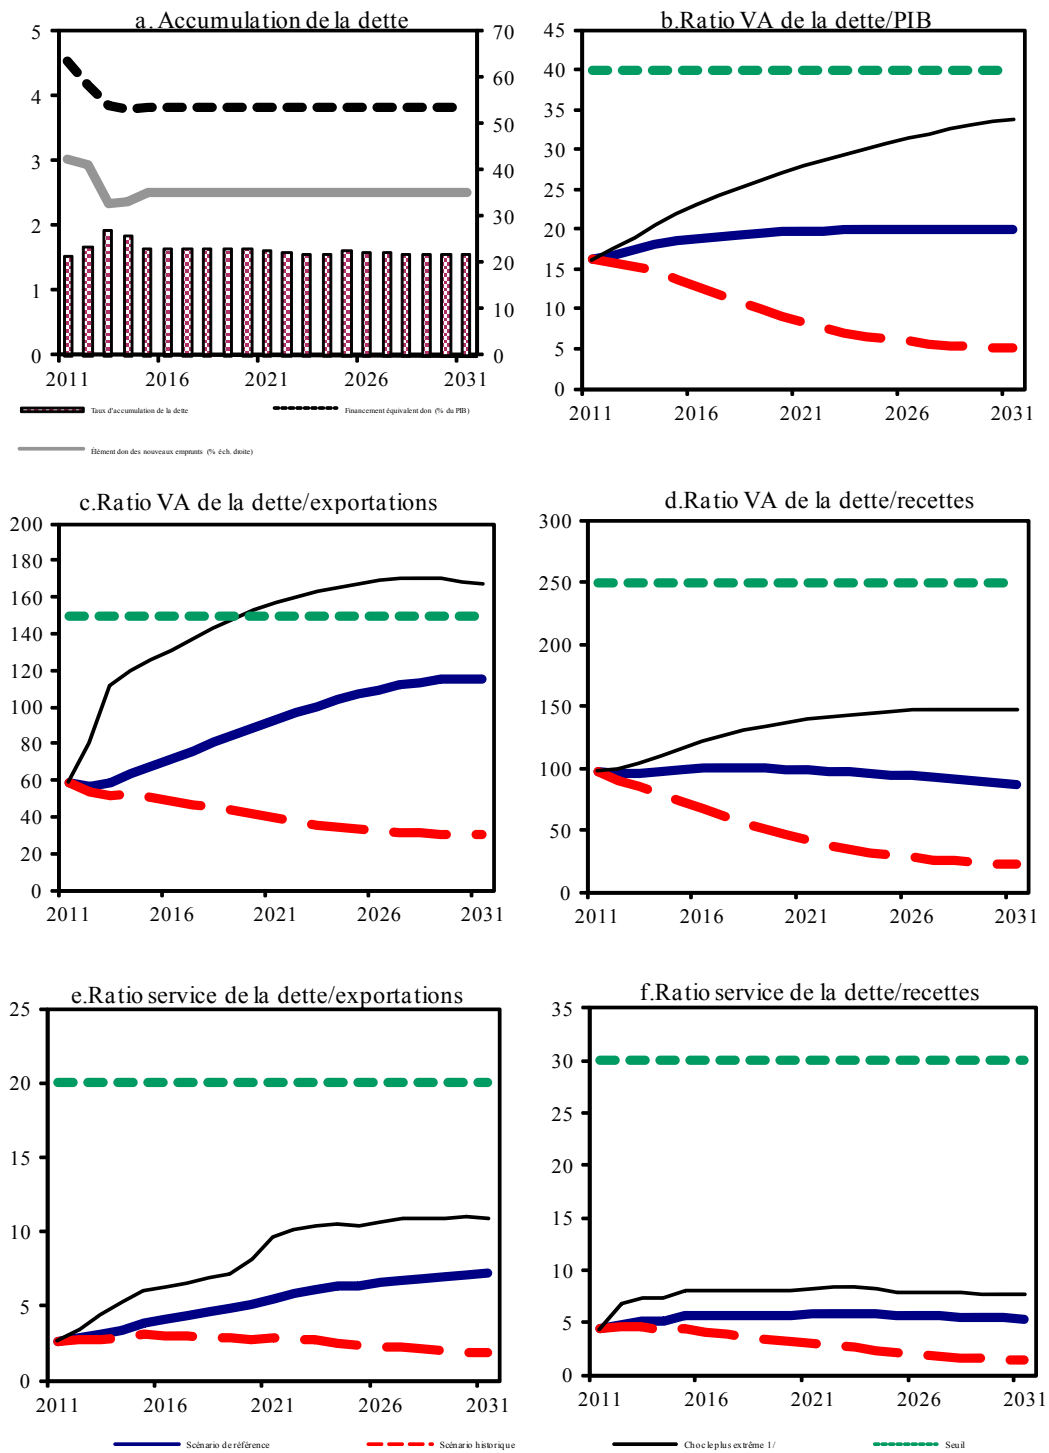 a. Accumulation de la dette
5
4
3
2
1
0
70
60
50
40
30
20
10
0
2011 2016 2021 2026 2031
Taux d'accumulation de la dette
Financement équivalent don (% du PIB)
Élément don des nouveaux emprunts (% éch. droite)
b.Ratio VA de la dette/PIB
45
40
35
30
25
20
15
10
5
0
2011 2016 2021 2026 2031
c.Ratio VA de la dette/exportations
200
180
160
140
120
100
80
60
40
20
0
2011 2016 2021 2026 2031
d.Ratio VA de la dette/recettes
300
250
200
150
100
50
0
2011 2016 2021 2026 2031
e.Ratio service de la dette/exportations
25
20
15
10
5
0
2011 2016 2021 2026 2031
f.Ratio service de la dette/recettes
35
30
25
20
15
10
5
0
2011 2016 2021 2026 2031
Scénario de référence
Scénario historique
Choc le plus extrême 1/
Seuil